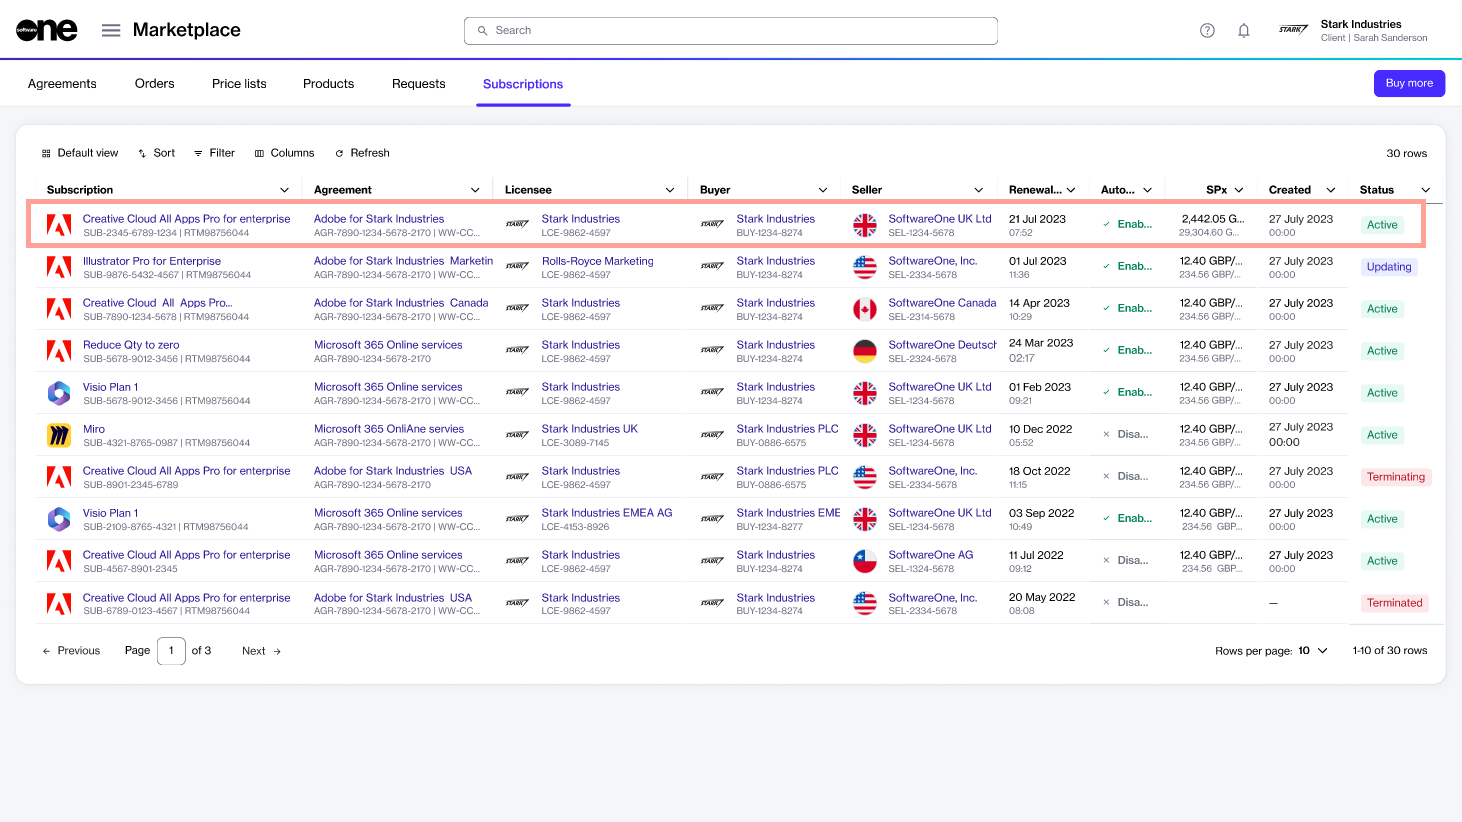 software one Marketplace Search STARK7 Stark Industries
Client | Sarah Sanderson
Agreements Orders Price lists Products Requests Subscriptions Buy more
Default view Sort Filter Columns Refresh 30 rows
Subscription Agreement Licensee Buyer Seller Renewal... Auto... SPx Created Status
Creative Cloud All Apps Pro for enterprise Adobe for Stark Industries STARK7 Stark Industries STARK7 Stark Industries SoftwareOne UK Ltd 21 Jul 2023 Enab... 2,442.05 G... 27 July 2023 Active
SUB-2345-6789-1234 | RTM98756044 AGR-7890-1234-5678-2170 | WW-CC... LCE-9862-4597 BUY-1234-8274 SEL-1234-5678 07:52 29,304.60 G... 00:00
Illustrator Pro for Enterprise Adobe for Stark Industries Marketin STARK7 Rolls-Royce Marketing STARK7 Stark Industries SoftwareOne, Inc. 01 Jul 2023 Enab... 12.40 GBP/... 27 July 2023 Updating
SUB-9876-5432-4567 | RTM98756044 AGR-7890-1234-5678-2170 | WW-CC... LCE-9862-4597 BUY-1234-8274 SEL-2334-5678 11:36 234.56 GBP/... 00:00
Creative Cloud All Apps Pro... Adobe for Stark Industries Canada STARK7 Stark Industries STARK7 Stark Industries SoftwareOne Canada 14 Apr 2023 Enab... 12.40 GBP/... 27 July 2023 Active
SUB-7890-1234-5678 | RTM98756044 AGR-7890-1234-5678-2170 | WW-CC... LCE-9862-4597 BUY-1234-8274 SEL-2314-5678 10:29 234.56 GBP/... 00:00
Reduce Qty to zero Microsoft 365 Online services STARK7 Stark Industries STARK7 Stark Industries SoftwareOne Deutsch 24 Mar 2023 Enab... 12.40 GBP/... 27 July 2023 Active
SUB-5678-9012-3456 | RTM98756044 AGR-7890-1234-5678-2170 LCE-9862-4597 BUY-1234-8274 SEL-2324-5678 02:17 234.56 GBP/... 00:00
Visio Plan 1 Microsoft 365 Online services STARK7 Stark Industries STARK7 Stark Industries SoftwareOne UK Ltd 01 Feb 2023 Enab... 12.40 GBP/... 27 July 2023 Active
SUB-5678-9012-3456 | RTM98756044 AGR-7890-1234-5678-2170 | WW-CC... LCE-9862-4597 BUY-1234-8274 SEL-2334-5678 09:21 234.56 GBP/... 00:00
Miro Microsoft 365 OnliAne servies STARK7 Stark Industries UK STARK7 Stark Industries PLC SoftwareOne UK Ltd 10 Dec 2022 Disa... 12.40 GBP/... 27 July 2023 Active
SUB-4321-8765-0987 | RTM98756044 AGR-7890-1234-5678-2170 | WW-CC... LCE-3089-7145 BUY-0886-6575 SEL-1234-5678 05:52 234.56 GBP/... 00:00
Creative Cloud All Apps Pro for enterprise Adobe for Stark Industries USA STARK7 Stark Industries STARK7 Stark Industries PLC SoftwareOne, Inc. 18 Oct 2022 Disa... 12.40 GBP/... 27 July 2023 Terminating
SUB-8901-2345-6789 AGR-7890-1234-5678-2170 LCE-9862-4597 BUY-0886-6575 SEL-2334-5678 11:15 234.56 GBP/... 00:00
Visio Plan 1 Microsoft 365 Online services STARK7 Stark Industries EMEA AG STARK7 Stark Industries EME SoftwareOne UK Ltd 03 Sep 2022 Enab... 12.40 GBP/... 27 July 2023 Active
SUB-2109-8765-4321 | RTM98756044 AGR-7890-1234-5678-2170 | WW-CC... LCE-4153-8926 BUY-1234-8277 SEL-1234-5678 10:49 234.56 GBP... 00:00
Creative Cloud All Apps Pro for enterprise Microsoft 365 Online services STARK7 Stark Industries STARK7 Stark Industries SoftwareOne AG 11 Jul 2022 Disa... 12.40 GBP/... 27 July 2023 Active
SUB-4567-8901-2345 AGR-7890-1234-5678-2170 | WW-CC... LCE-9862-4597 BUY-1234-8274 SEL-1324-5678 09:12 234.56 GBP... 00:00
Creative Cloud All Apps Pro for enterprise Adobe for Stark Industries USA STARK7 Stark Industries STARK7 Stark Industries SoftwareOne, Inc. 20 May 2022 Disa... — Terminated
SUB-6789-0123-4567 | RTM98756044 AGR-7890-1234-5678-2170 | WW-CC... LCE-9862-4597 BUY-1234-8274 SEL-2334-5678 08:08
← Previous Page 1 of 3 Next → Rows per page: 10 1-10 of 30 rows